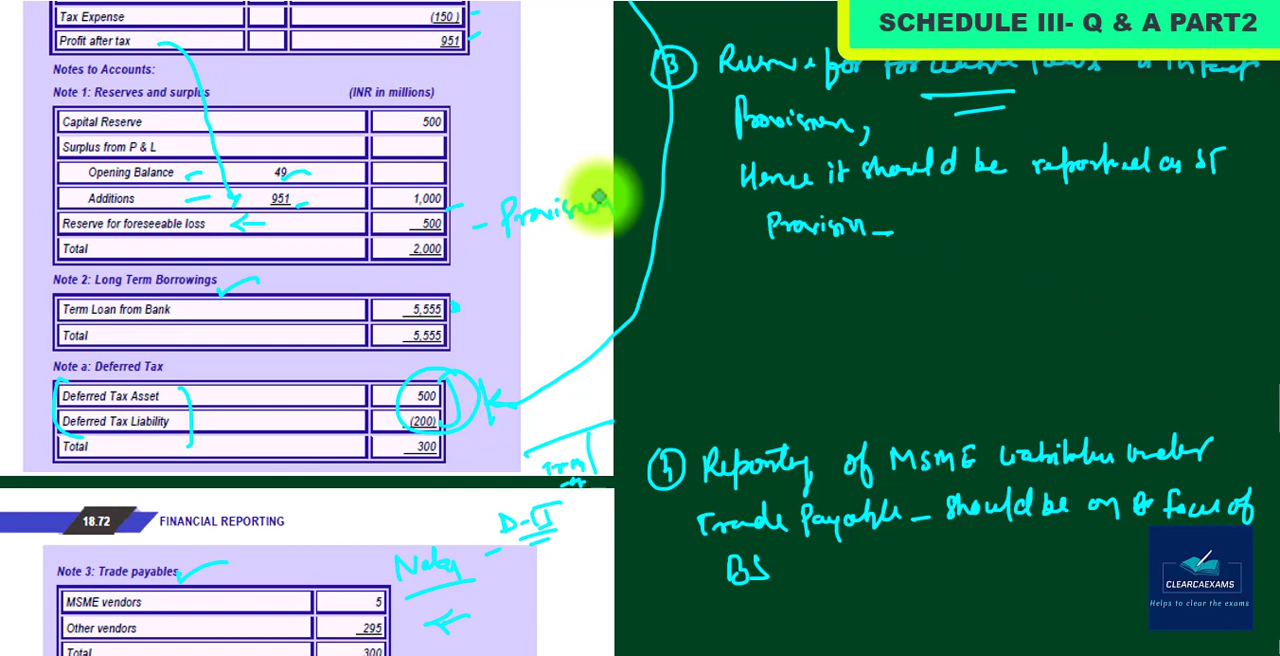 SCHEDULE III- Q & A PART2
Tax Expense (150 )
Profit after tax 951
Notes to Accounts:
Note 1: Reserves and surplus (INR in millions)
Capital Reserve 500
Surplus from P & L
Opening Balance 49
Additions 951 1,000
Reserve for foreseeable loss 500
Total 2,000
- Provision
Note 2: Long Term Borrowings
Term Loan from Bank 5,555
Total 5,555
Note a: Deferred Tax
Deferred Tax Asset 500
Deferred Tax Liability (200)
Total 300
18.72 FINANCIAL REPORTING
D-II
Notes
Note 3: Trade payables
MSME vendors 5
Other vendors 295
Total 300
③ Reserve for foreseeable loss
Provision,
Hence it should be reported as ST
Provision
④ Reporting of MSME liabilities under
Trade Payable - should be on face of
BS
CLEARCAEXAMS
Helps to clear the exams